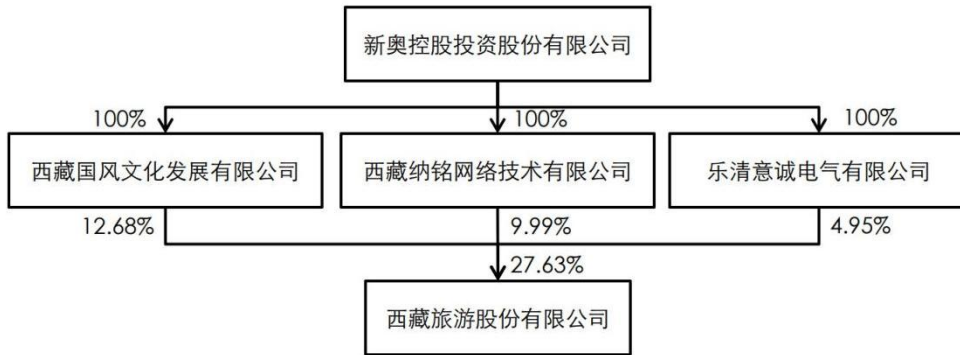 新奥控股投资股份有限公司
100% 100% 100%
西藏国风文化发展有限公司 西藏纳铭网络技术有限公司 乐清意诚电气有限公司
12.68% 9.99% 4.95%
27.63%
西藏旅游股份有限公司